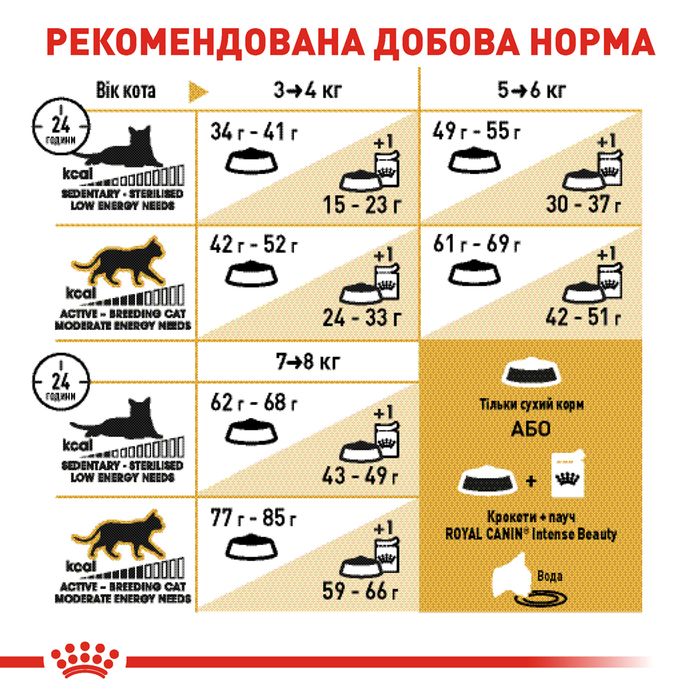 РЕКОМЕНДОВАНА ДОБОВА НОРМА
Вік кота 3→4 кг 5→6 кг
24
ГОДИНИ
kcal
SEDENTARY - STERILISED
LOW ENERGY NEEDS
34 г - 41 г
+1
15 - 23 г
49 г - 55 г
+1
30 - 37 г
kcal
ACTIVE - BREEDING CAT
MODERATE ENERGY NEEDS
42 г - 52 г
+1
24 - 33 г
61 г - 69 г
+1
42 - 51 г
7→8 кг
24
ГОДИНИ
kcal
SEDENTARY - STERILISED
LOW ENERGY NEEDS
62 г - 68 г
+1
43 - 49 г
kcal
ACTIVE - BREEDING CAT
MODERATE ENERGY NEEDS
77 г - 85 г
+1
59 - 66 г
Тільки сухий корм
АБО
+
Крокети + пауч
ROYAL CANIN® Intense Beauty
Вода